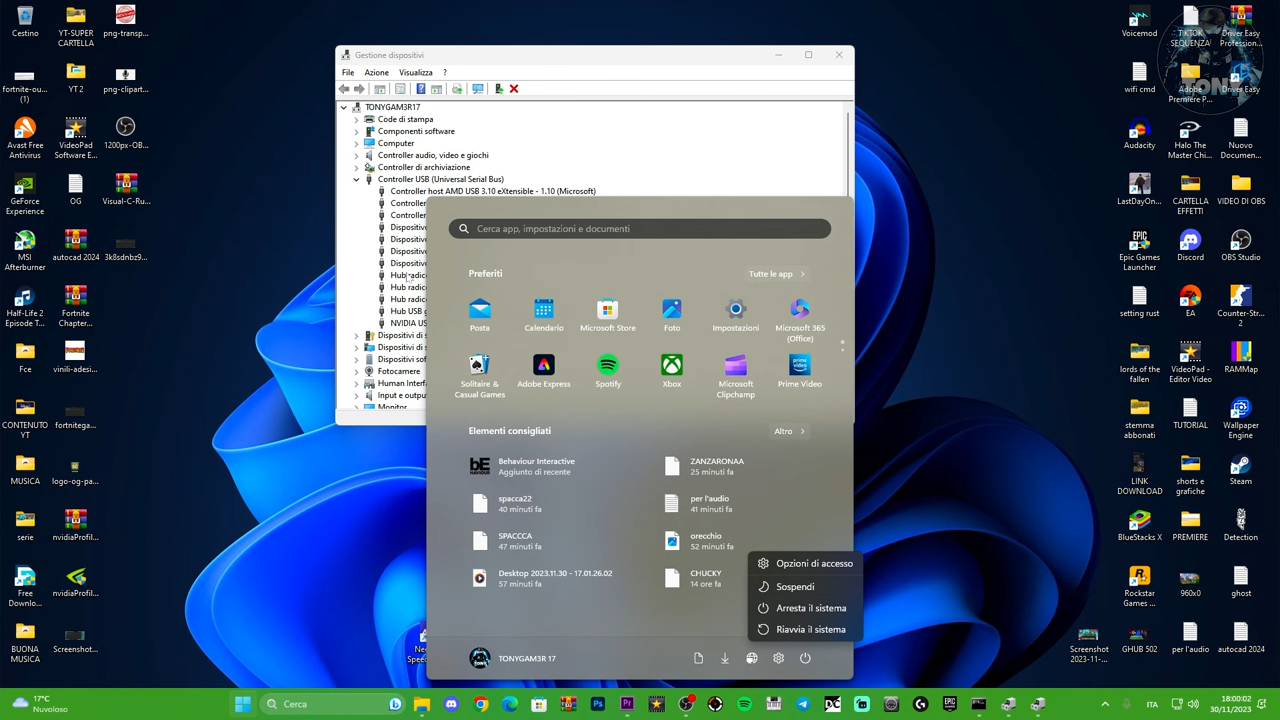 Cestino
YT-SUPER
CARTELLA
png-transp...
fortnite-ou...
(1)
YT
png-clipart...
Avast Free
Antivirus
VideoPad
Software E...
1200px-OB...
GeForce
Experience
OG
Visual-C-Ru...
MSI
Afterburner
autocad 2024
3k8sdnbz9...
Half-Life 2
Episode T...
Fortnite
Chapter...
Fce
vinili-adesi...
CONTENUTO
YT
fortnitega...
MUSICA
logo-og-pa...
serie
nvidiaProfil...
Free
Downlo...
nvidiaProfil...
BUONA
MUSICA
Screenshot...
Gestione dispositivi
File
Azione
Visualizza
?
TONYGAM3R17
Code di stampa
Componenti software
Computer
Controller audio, video e giochi
Controller di archiviazione
Controller USB (Universal Serial Bus)
Controller host AMD USB 3.10 eXtensible - 1.10 (Microsoft)
Controller
Controller
Dispositivo
Dispositivo
Dispositivo
Dispositivo
Hub radice
Hub radice
Hub radice
Hub USB g
NVIDIA US
Dispositivi di s
Dispositivi di s
Dispositivi sof
Fotocamere
Human Interf
Input e outpu
Monitor
Cerca app, impostazioni e documenti
Preferiti
Tutte le app
Posta
Calendario
Microsoft Store
Foto
Impostazioni
Microsoft 365
(Office)
Solitaire &
Casual Games
Adobe Express
Spotify
Xbox
Microsoft
Clipchamp
Prime Video
Elementi consigliati
Altro
Behaviour Interactive
Aggiunto di recente
ZANZARONAA
25 minuti fa
spacca22
40 minuti fa
per l'audio
41 minuti fa
SPACCCA
47 minuti fa
orecchio
52 minuti fa
Desktop 2023.11.30 - 17.01.26.02
57 minuti fa
CHUCKY
14 ore fa
Opzioni di accesso
Sospendi
Arresta il sistema
Riavvia il sistema
TONYGAM3R 17
Voicemod
TIKTOK
SEQUENZA
Driver Easy
Profession...
wifi cmd
Adobe
Premiere P...
Driver Easy
Audacity
Halo The
Master Chi...
Nuovo
Documen...
LastDayOn...
CARTELLA
EFFETTI
VIDEO DI OBS
Epic Games
Launcher
Discord
OBS Studio
setting rust
EA
Counter-Str...
2
lords of the
fallen
VideoPad -
Editor Video
RAMMap
stemma
abbonati
TUTORIAL
Wallpaper
Engine
LINK
DOWNLOAD
shorts e
grafiche
Steam
BlueStacks X
PREMIERE
Detection
Rockstar
Games ...
960x0
ghost
Screenshot
2023-11-...
GHUB 502
per l'audio
autocad 2024
17°C
Nuvoloso
Cerca
ITA
18:00:02
30/11/2023